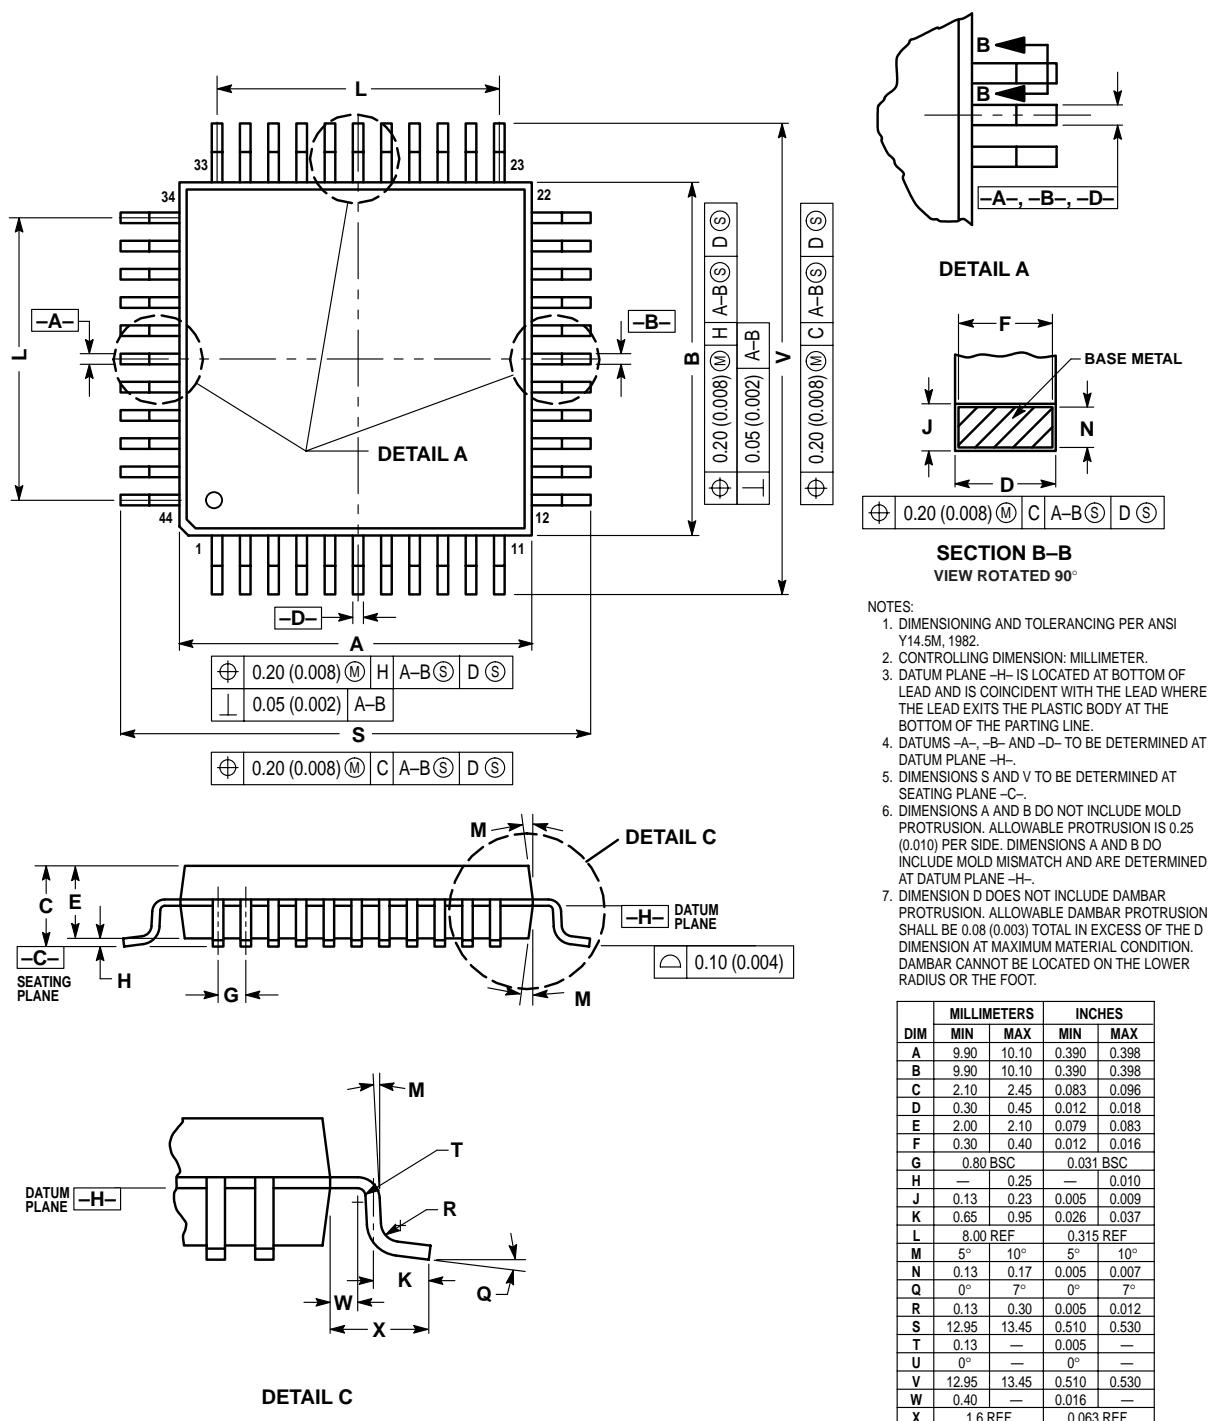 L
33
23
34
22
L
–A–
–B–
B
V
0.20 (0.008) Ⓜ H A–B Ⓢ D Ⓢ
0.05 (0.002) A–B
0.20 (0.008) Ⓜ C A–B Ⓢ D Ⓢ
DETAIL A
44
12
1
11
–D–
A
0.20 (0.008) Ⓜ H A–B Ⓢ D Ⓢ
0.05 (0.002) A–B
S
0.20 (0.008) Ⓜ C A–B Ⓢ D Ⓢ
B
B
–A–, –B–, –D–
DETAIL A
F
BASE METAL
J
N
D
0.20 (0.008) Ⓜ C A–B Ⓢ D Ⓢ
SECTION B–B
VIEW ROTATED 90°
M
DETAIL C
C
E
–H– DATUM
PLANE
–C–
SEATING
PLANE
H
G
M
0.10 (0.004)
M
T
DATUM
PLANE –H–
R
K
Q
W
X
DETAIL C
NOTES:
1. DIMENSIONING AND TOLERANCING PER ANSI
Y14.5M, 1982.
2. CONTROLLING DIMENSION: MILLIMETER.
3. DATUM PLANE –H– IS LOCATED AT BOTTOM OF
LEAD AND IS COINCIDENT WITH THE LEAD WHERE
THE LEAD EXITS THE PLASTIC BODY AT THE
BOTTOM OF THE PARTING LINE.
4. DATUMS –A–, –B– AND –D– TO BE DETERMINED AT
DATUM PLANE –H–.
5. DIMENSIONS S AND V TO BE DETERMINED AT
SEATING PLANE –C–.
6. DIMENSIONS A AND B DO NOT INCLUDE MOLD
PROTRUSION. ALLOWABLE PROTRUSION IS 0.25
(0.010) PER SIDE. DIMENSIONS A AND B DO
INCLUDE MOLD MISMATCH AND ARE DETERMINED
AT DATUM PLANE –H–.
7. DIMENSION D DOES NOT INCLUDE DAMBAR
PROTRUSION. ALLOWABLE DAMBAR PROTRUSION
SHALL BE 0.08 (0.003) TOTAL IN EXCESS OF THE D
DIMENSION AT MAXIMUM MATERIAL CONDITION.
DAMBAR CANNOT BE LOCATED ON THE LOWER
RADIUS OR THE FOOT.
MILLIMETERS INCHES
DIM MIN MAX MIN MAX
A 9.90 10.10 0.390 0.398
B 9.90 10.10 0.390 0.398
C 2.10 2.45 0.083 0.096
D 0.30 0.45 0.012 0.018
E 2.00 2.10 0.079 0.083
F 0.30 0.40 0.012 0.016
G 0.80 BSC 0.031 BSC
H — 0.25 — 0.010
J 0.13 0.23 0.005 0.009
K 0.65 0.95 0.026 0.037
L 8.00 REF 0.315 REF
M 5° 10° 5° 10°
N 0.13 0.17 0.005 0.007
Q 0° 7° 0° 7°
R 0.13 0.30 0.005 0.012
S 12.95 13.45 0.510 0.530
T 0.13 — 0.005 —
U 0° — 0° —
V 12.95 13.45 0.510 0.530
W 0.40 — 0.016 —
X 1.6 REF 0.063 REF